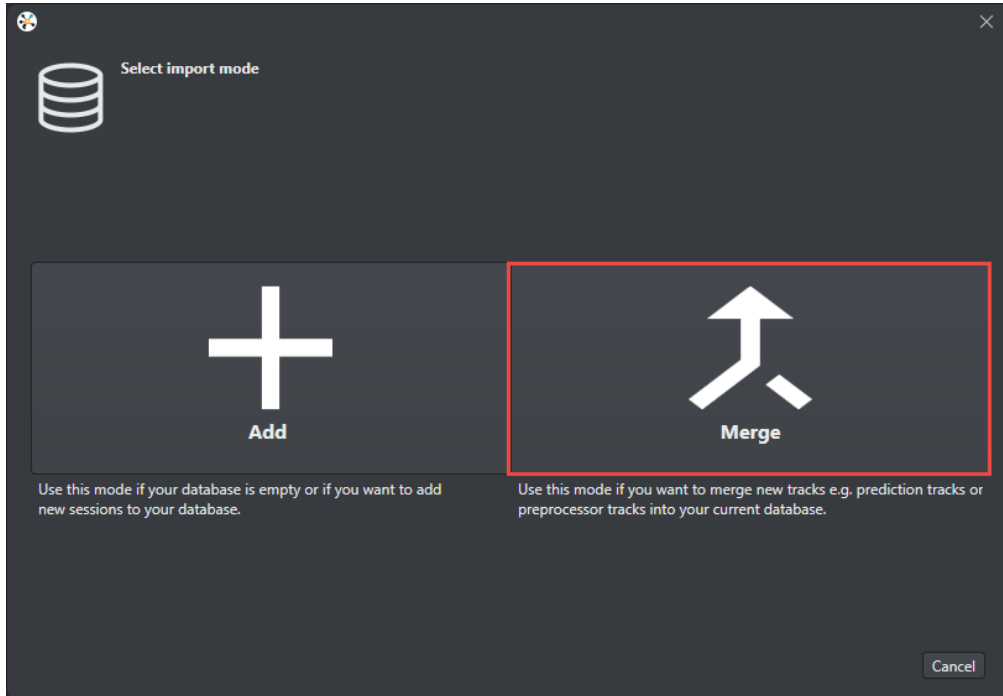 Select import mode
Add
Merge
Use this mode if your database is empty or if you want to add
new sessions to your database.
Use this mode if you want to merge new tracks e.g. prediction tracks or
preprocessor tracks into your current database.
Cancel